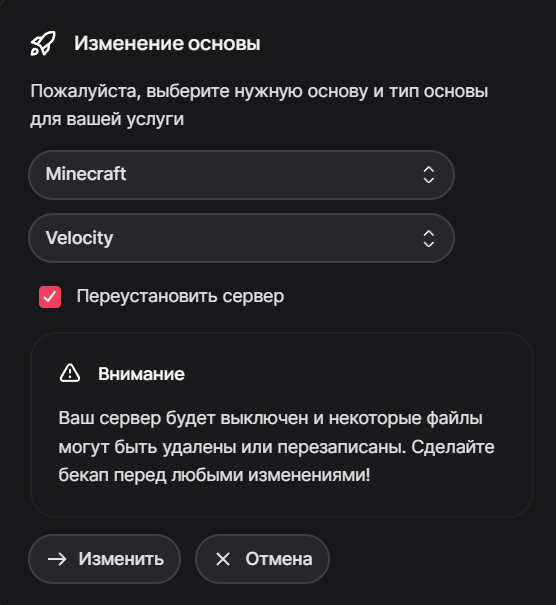 Изменение основы
Пожалуйста, выберите нужную основу и тип основы
для вашей услуги
Minecraft
Velocity
Переустановить сервер
Внимание
Ваш сервер будет выключен и некоторые файлы
могут быть удалены или перезаписаны. Сделайте
бекап перед любыми изменениями!
Изменить
Отмена